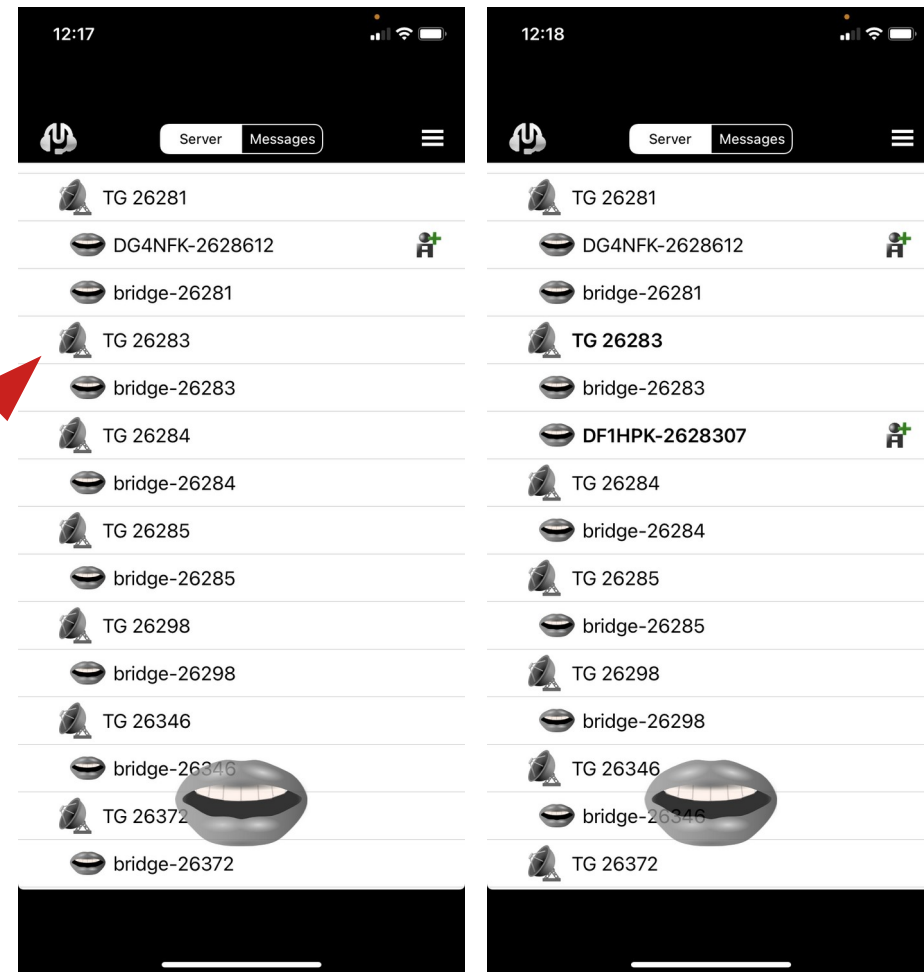 12:17
Server Messages
TG 26281
DG4NFK-2628612
bridge-26281
TG 26283
bridge-26283
TG 26284
bridge-26284
TG 26285
bridge-26285
TG 26298
bridge-26298
TG 26346
bridge-26346
TG 26372
bridge-26372
12:18
Server Messages
TG 26281
DG4NFK-2628612
bridge-26281
TG 26283
bridge-26283
DF1HPK-2628307
TG 26284
bridge-26284
TG 26285
bridge-26285
TG 26298
bridge-26298
TG 26346
bridge-26346
TG 26372